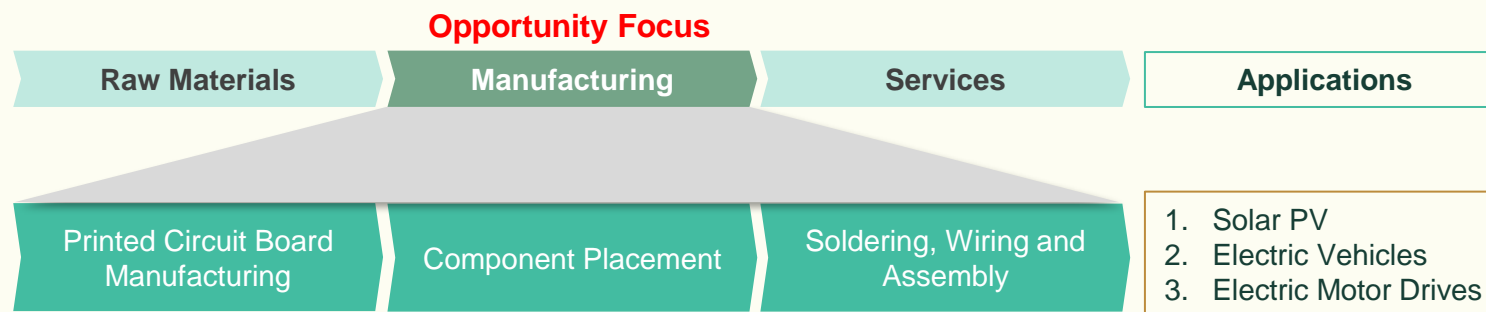 Opportunity Focus
Raw Materials
Manufacturing
Services
Applications
Printed Circuit Board
Manufacturing
Component Placement
Soldering, Wiring and
Assembly
1. Solar PV
2. Electric Vehicles
3. Electric Motor Drives